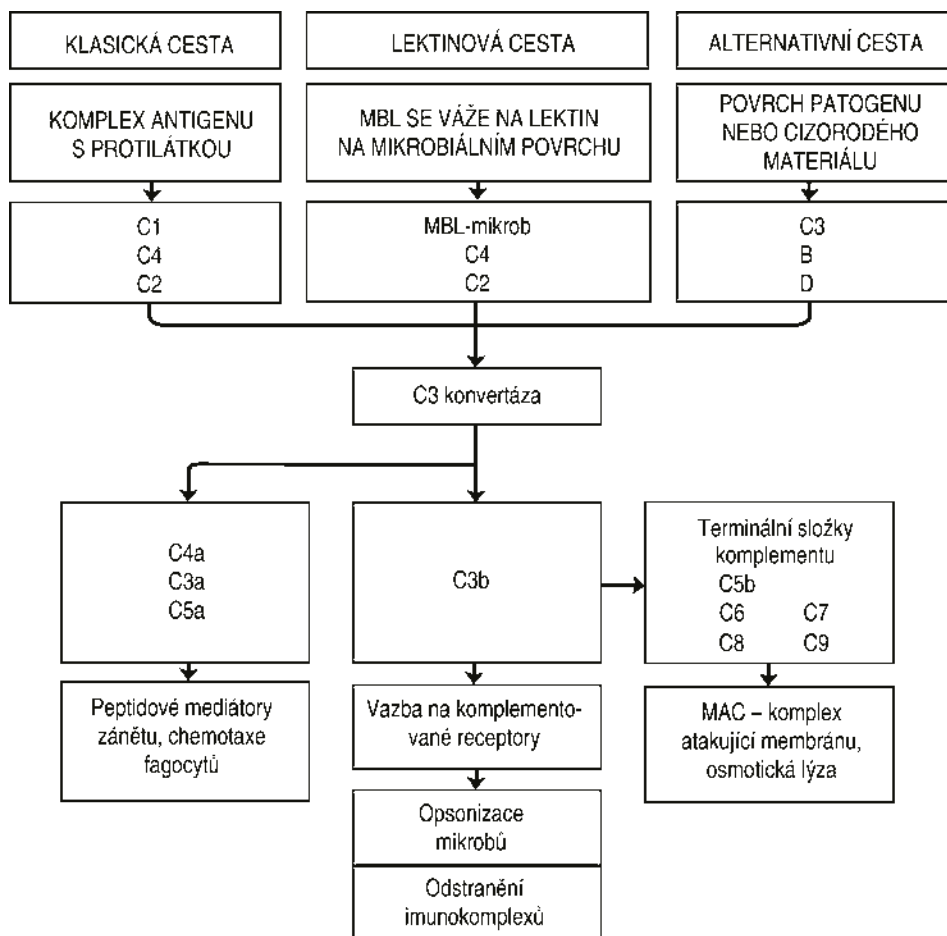 KLASICKÁ CESTA
LEKTINOVÁ CESTA
ALTERNATIVNÍ CESTA
KOMPLEX ANTIGENU
S PROTILÁTKOU
MBL SE VÁŽE NA LEKTIN
NA MIKROBIÁLNÍM POVRCHU
POVRCH PATOGENU
NEBO CIZORODÉHO
MATERIÁLU
C1
C4
C2
MBL-mikrob
C4
C2
C3
B
D
C3 konvertáza
C4a
C3a
C5a
C3b
Terminální složky
komplementu
C5b
C6 C7
C8 C9
Peptidové mediátory
zánětu, chemotaxe
fagocytů
Vazba na komplemento-
vané receptory
MAC – komplex
atakující membránu,
osmotická lýza
Opsonizace
mikrobů
Odstranění
imunokomplexů